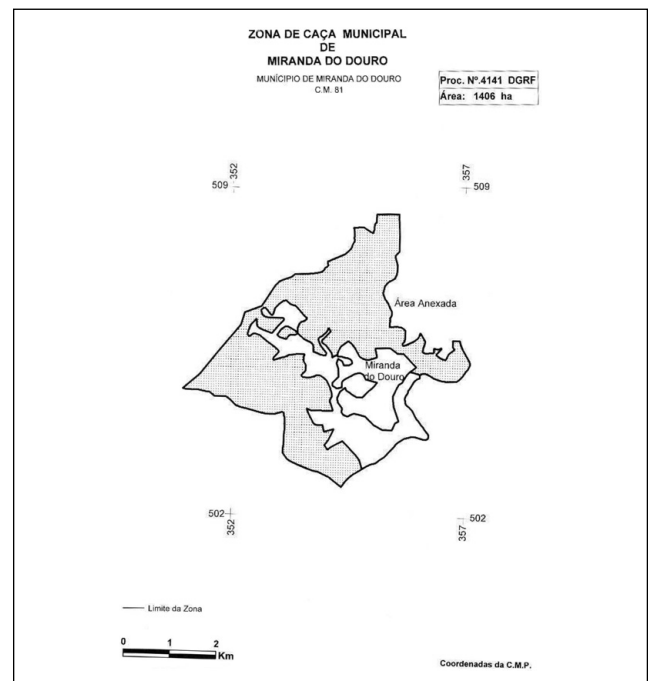 ZONA DE CAÇA MUNICIPAL
DE
MIRANDA DO DOURO
MUNÍCIPIO DE MIRANDA DO DOURO
C.M. 81
Proc. Nº.4141 DGRF
Área: 1406 ha
352
357
509
509
Área Anexada
Miranda
do Douro
502
502
352
357
Limite da Zona
0 1 2
Km
Coordenadas da C.M.P.